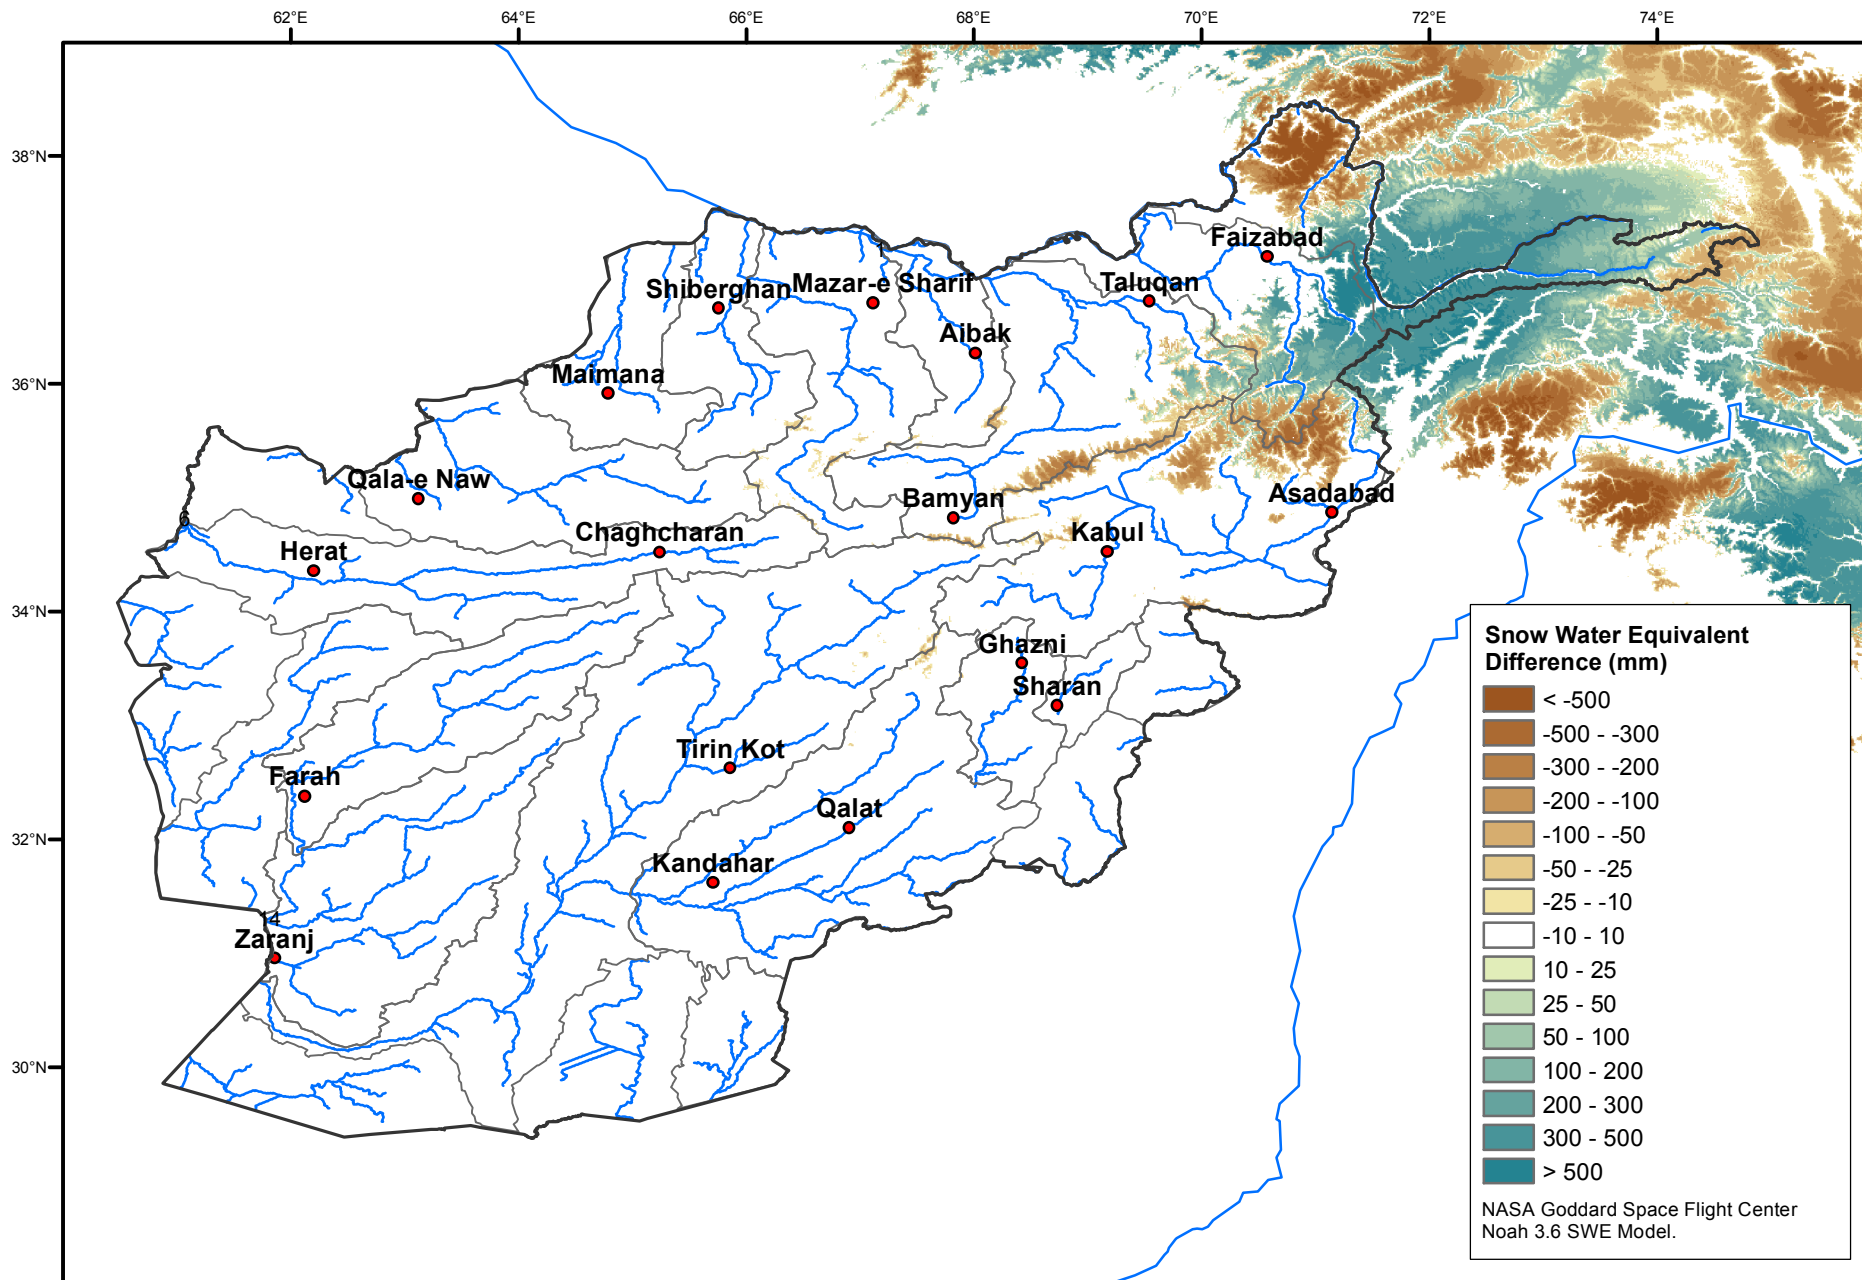 62°E 64°E 66°E 68°E 70°E 72°E 74°E
38°N
36°N
34°N
32°N
30°N
Faizabad
Shiberghan
Mazar-e Sharif
Taluqan
Aibak
Maimana
Qala-e Naw
Bamyan
Asadabad
6
Chaghcharan
Kabul
Herat
Ghazni
Sharan
Tirin Kot
Farah
Qalat
Kandahar
14
Zaranj
Snow Water Equivalent
Difference (mm)
< -500
-500 - -300
-300 - -200
-200 - -100
-100 - -50
-50 - -25
-25 - -10
-10 - 10
10 - 25
25 - 50
50 - 100
100 - 200
200 - 300
300 - 500
> 500
NASA Goddard Space Flight Center
Noah 3.6 SWE Model.